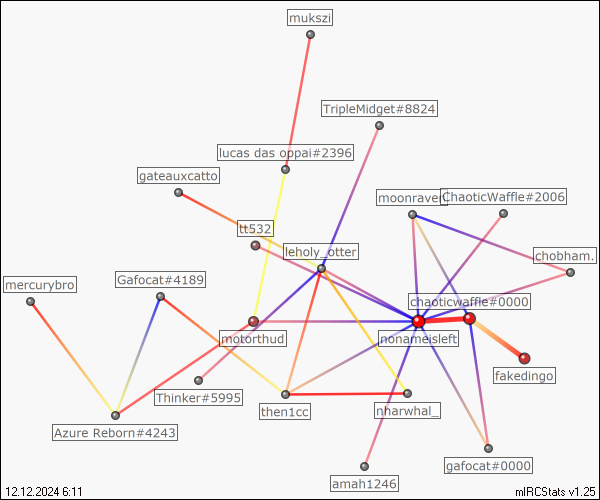 mukszi
TripleMidget#8824
lucas das oppai#2396
gateauxcatto
moonraven
ChaoticWaffle#2006
tt532
leholy_otter
chobham.
Gafocat#4189
mercurybro
chaoticwaffle#0000
motorthud
nonameisleft
fakedingo
Thinker#5995
then1cc
nharwhal_
Azure Reborn#4243
gafocat#0000
amah1246
12.12.2024 6:11
mIRCStats v1.25